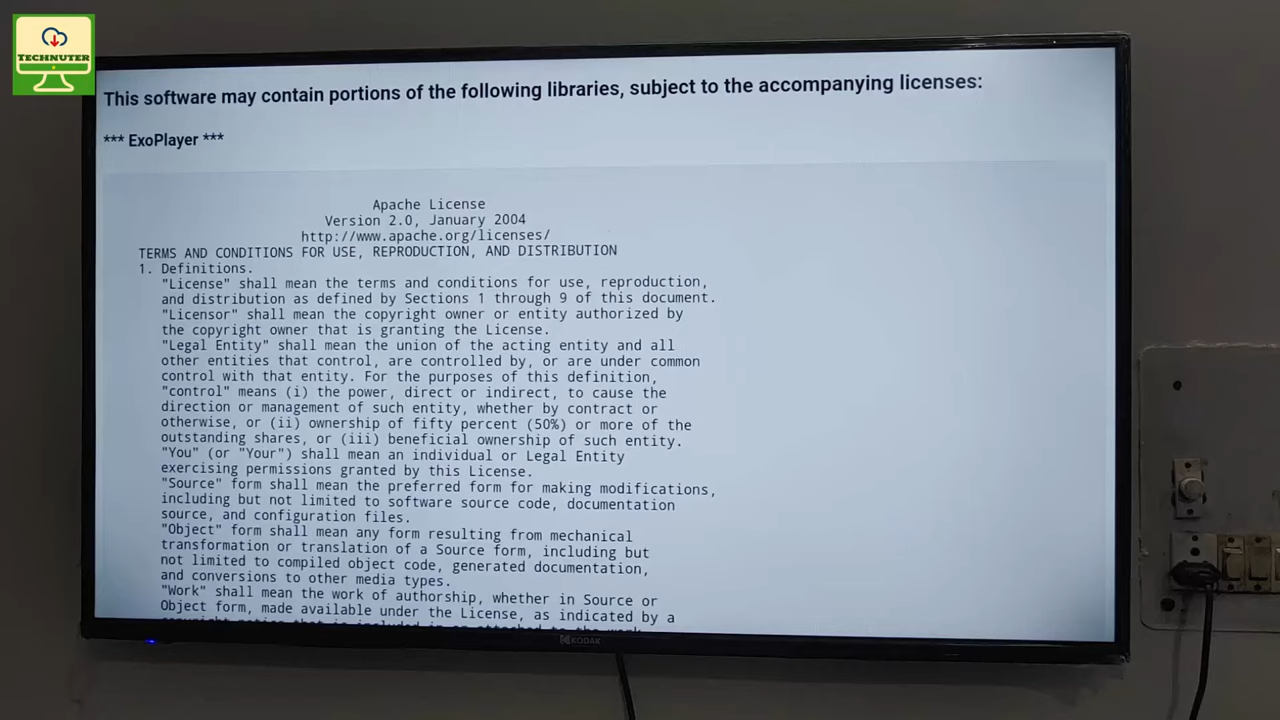 TECHNUTER
This software may contain portions of the following libraries, subject to the accompanying licenses:
*** ExoPlayer ***
Apache License
Version 2.0, January 2004
http://www.apache.org/licenses/
TERMS AND CONDITIONS FOR USE, REPRODUCTION, AND DISTRIBUTION
1. Definitions.
"License" shall mean the terms and conditions for use, reproduction,
and distribution as defined by Sections 1 through 9 of this document.
"Licensor" shall mean the copyright owner or entity authorized by
the copyright owner that is granting the License.
"Legal Entity" shall mean the union of the acting entity and all
other entities that control, are controlled by, or are under common
control with that entity. For the purposes of this definition,
"control" means (i) the power, direct or indirect, to cause the
direction or management of such entity, whether by contract or
otherwise, or (ii) ownership of fifty percent (50%) or more of the
outstanding shares, or (iii) beneficial ownership of such entity.
"You" (or "Your") shall mean an individual or Legal Entity
exercising permissions granted by this License.
"Source" form shall mean the preferred form for making modifications,
including but not limited to software source code, documentation
source, and configuration files.
"Object" form shall mean any form resulting from mechanical
transformation or translation of a Source form, including but
not limited to compiled object code, generated documentation,
and conversions to other media types.
"Work" shall mean the work of authorship, whether in Source or
Object form, made available under the License, as indicated by a
KODAK